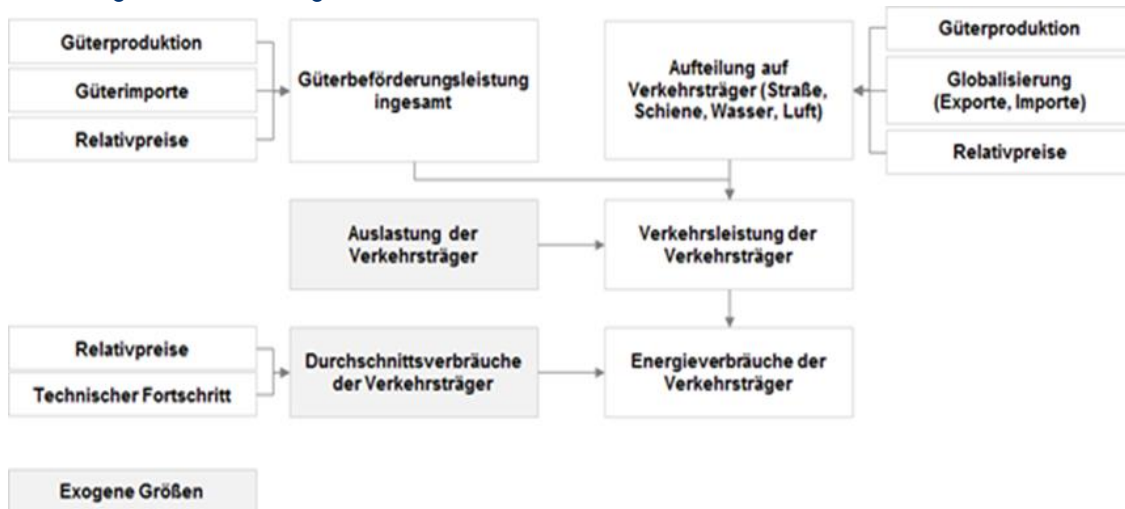 Güterproduktion
Güterimporte
Relativpreise
Güterbeförderungsleistung
ingesamt
Aufteilung auf
Verkehrsträger (Straße,
Schiene, Wasser, Luft)
Güterproduktion
Globalisierung
(Exporte, Importe)
Relativpreise
Auslastung der
Verkehrsträger
Verkehrsleistung der
Verkehrsträger
Relativpreise
Technischer Fortschritt
Durchschnittsverbräuche
der Verkehrsträger
Energieverbräuche der
Verkehrsträger
Exogene Größen